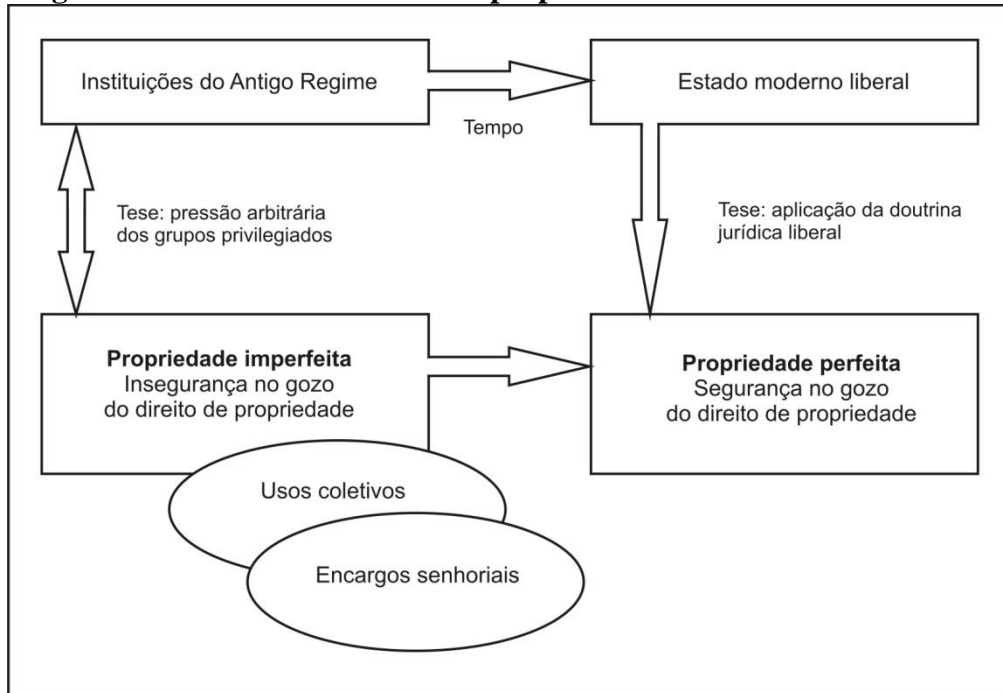 Instituições do Antigo Regime
Estado moderno liberal
Tempo
Tese: pressão arbitrária
dos grupos privilegiados
Tese: aplicação da doutrina
jurídica liberal
Propriedade imperfeita
Insegurança no gozo
do direito de propriedade
Propriedade perfeita
Segurança no gozo
do direito de propriedade
Usos coletivos
Encargos senhoriais